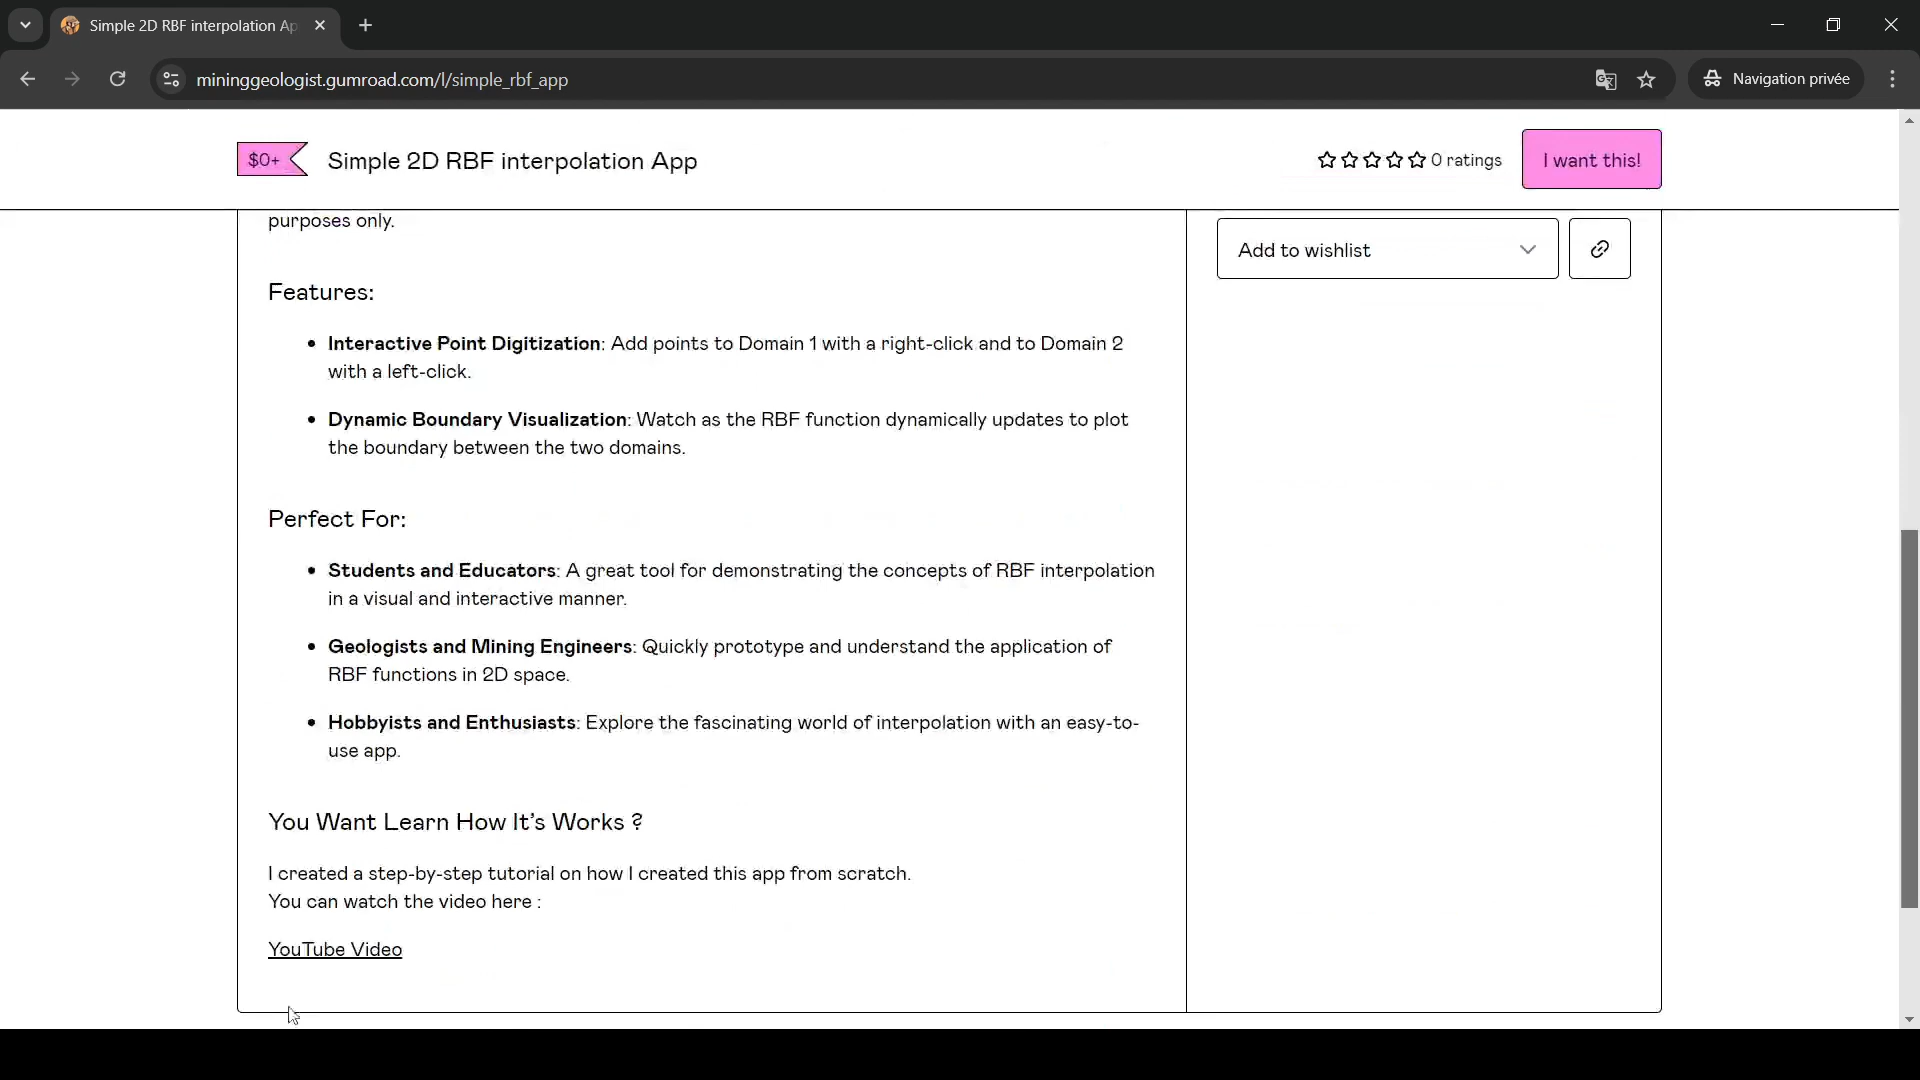 Simple 2D RBF interpolation Ap
mininggeologist.gumroad.com/l/simple_rbf_app
Navigation privée
$0+
Simple 2D RBF interpolation App
0 ratings
I want this!
purposes only.
Add to wishlist
Features:
• Interactive Point Digitization: Add points to Domain 1 with a right-click and to Domain 2
with a left-click.
• Dynamic Boundary Visualization: Watch as the RBF function dynamically updates to plot
the boundary between the two domains.
Perfect For:
• Students and Educators: A great tool for demonstrating the concepts of RBF interpolation
in a visual and interactive manner.
• Geologists and Mining Engineers: Quickly prototype and understand the application of
RBF functions in 2D space.
• Hobbyists and Enthusiasts: Explore the fascinating world of interpolation with an easy-to-
use app.
You Want Learn How It’s Works ?
I created a step-by-step tutorial on how I created this app from scratch.
You can watch the video here :
YouTube Video